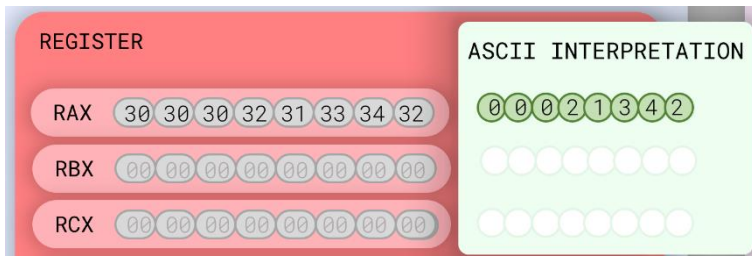 REGISTER
ASCII INTERPRETATION
RAX 30 30 30 32 31 33 34 32 0 0 0 2 1 3 4 2
RBX 00 00 00 00 00 00 00 00
RCX 00 00 00 00 00 00 00 00